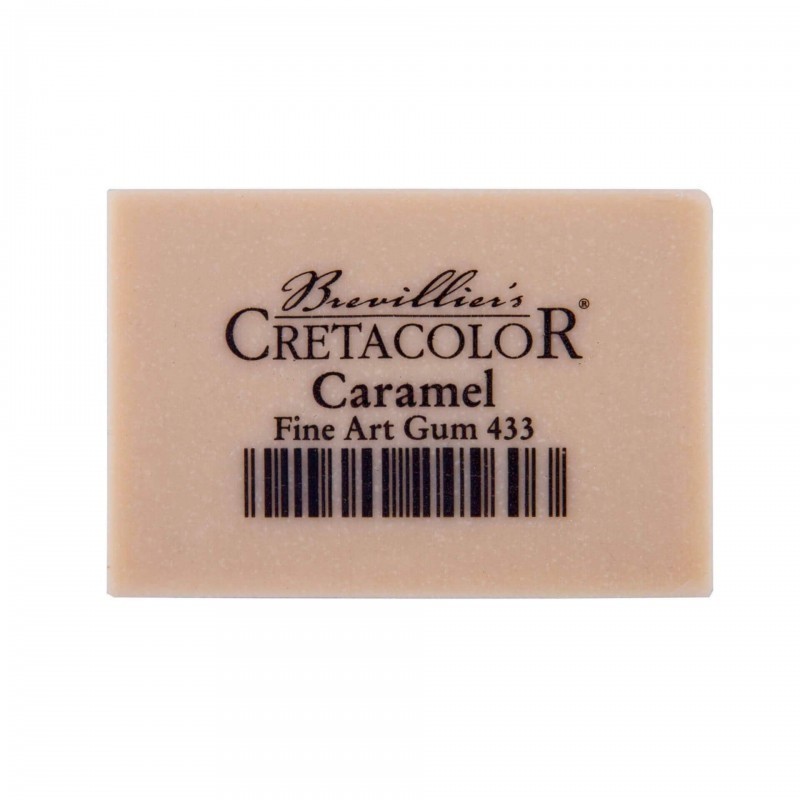 Brevillier's
CRETACOLOR®
Caramel
Fine Art Gum 433